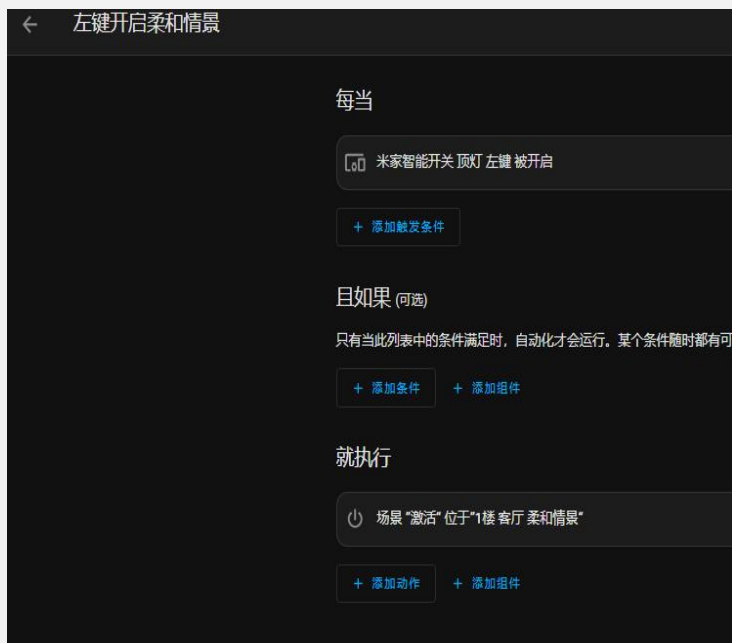 ← 左键开启柔和情景
每当
米家智能开关 顶灯 左键 被开启
+ 添加触发条件
且如果 (可选)
只有当此列表中的条件满足时，自动化才会运行。某个条件随时都有可
+ 添加条件 + 添加组件
就执行
场景 "激活" 位于"1楼 客厅 柔和情景"
+ 添加动作 + 添加组件